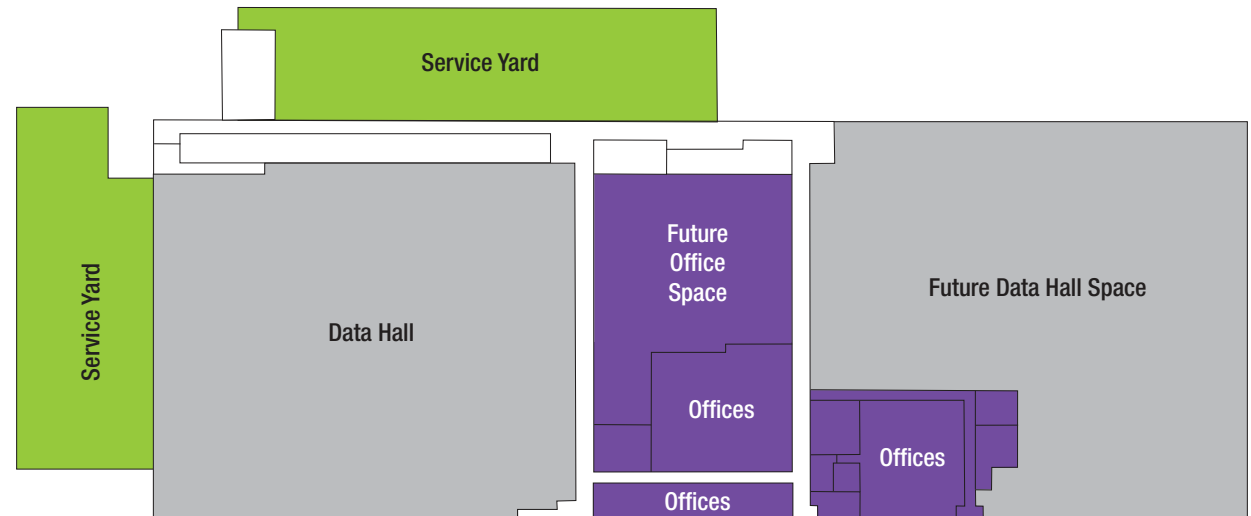 Service Yard
Service Yard
Data Hall
Future
Office
Space
Offices
Offices
Future Data Hall Space
Offices